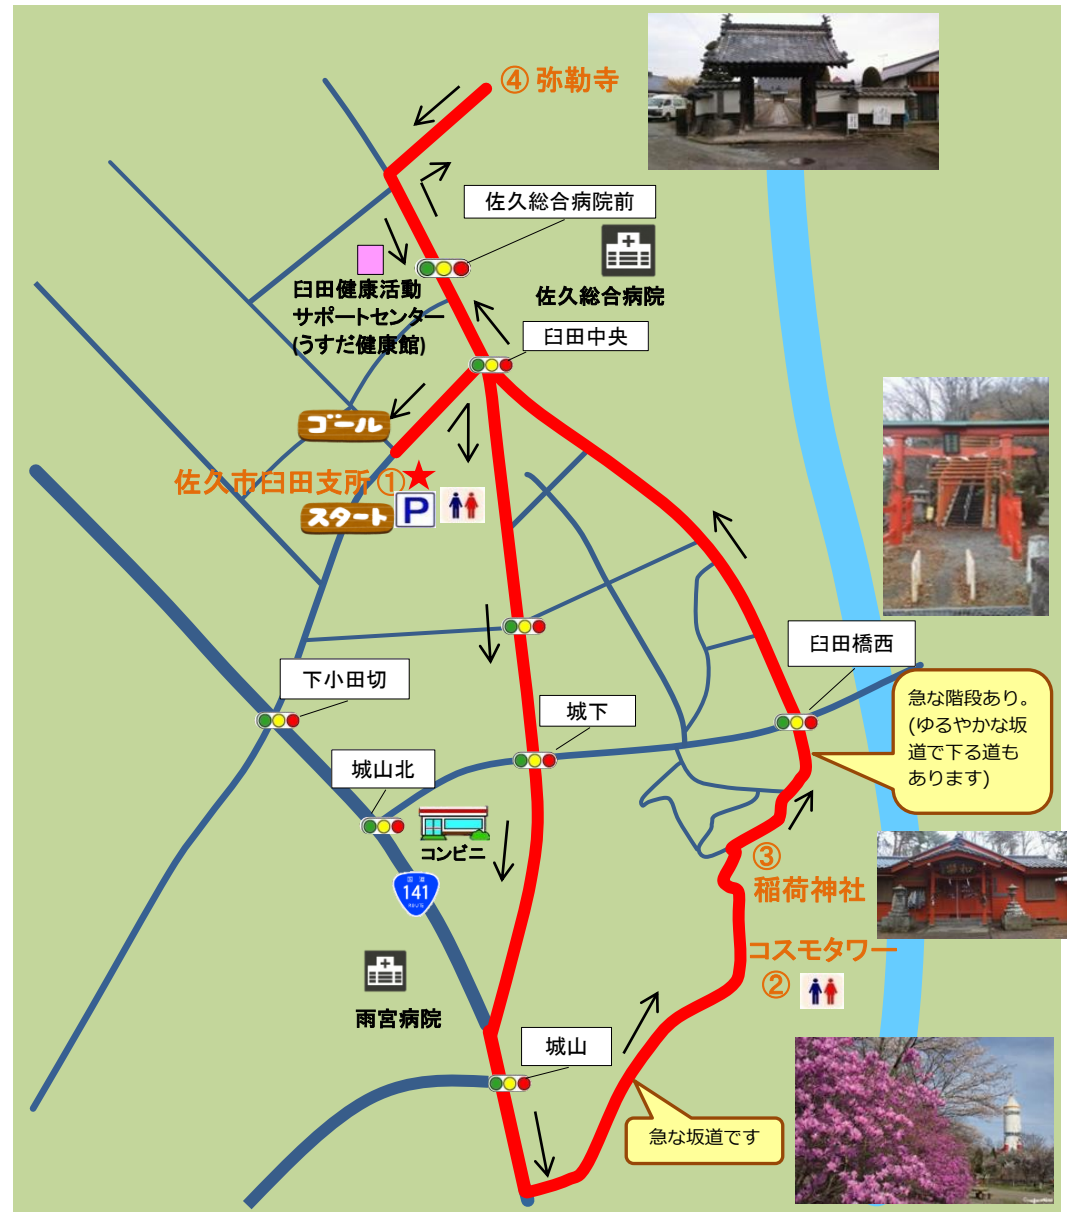 ④ 弥勒寺
佐久総合病院前
佐久総合病院
臼田健康活動
サポートセンター
(うすだ健康館)
臼田中央
ゴール
佐久市臼田支所①
スタート
P
臼田橋西
下小田切
城下
急な階段あり。
(ゆるやかな坂
道で下る道も
あります)
城山北
コンビニ
③
稲荷神社
国道
141
ROUTE
コスモタワー
②
雨宮病院
城山
急な坂道です